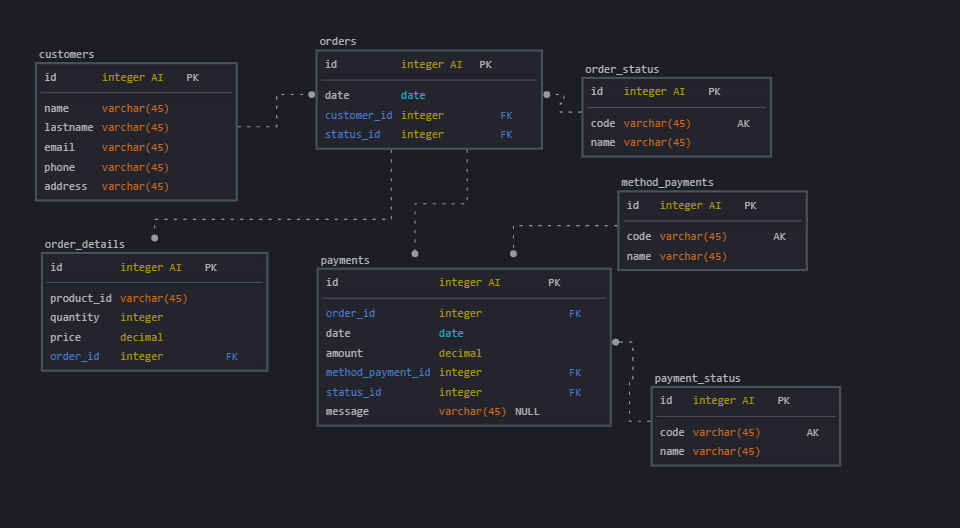 customers
id integer AI PK
name varchar(45)
lastname varchar(45)
email varchar(45)
phone varchar(45)
address varchar(45)
orders
id integer AI PK
date date
customer_id integer FK
status_id integer FK
order_status
id integer AI PK
code varchar(45) AK
name varchar(45)
method_payments
id integer AI PK
code varchar(45) AK
name varchar(45)
order_details
id integer AI PK
product_id varchar(45)
quantity integer
price decimal
order_id integer FK
payments
id integer AI PK
order_id integer FK
date date
amount decimal
method_payment_id integer FK
status_id integer FK
message varchar(45) NULL
payment_status
id integer AI PK
code varchar(45) AK
name varchar(45)